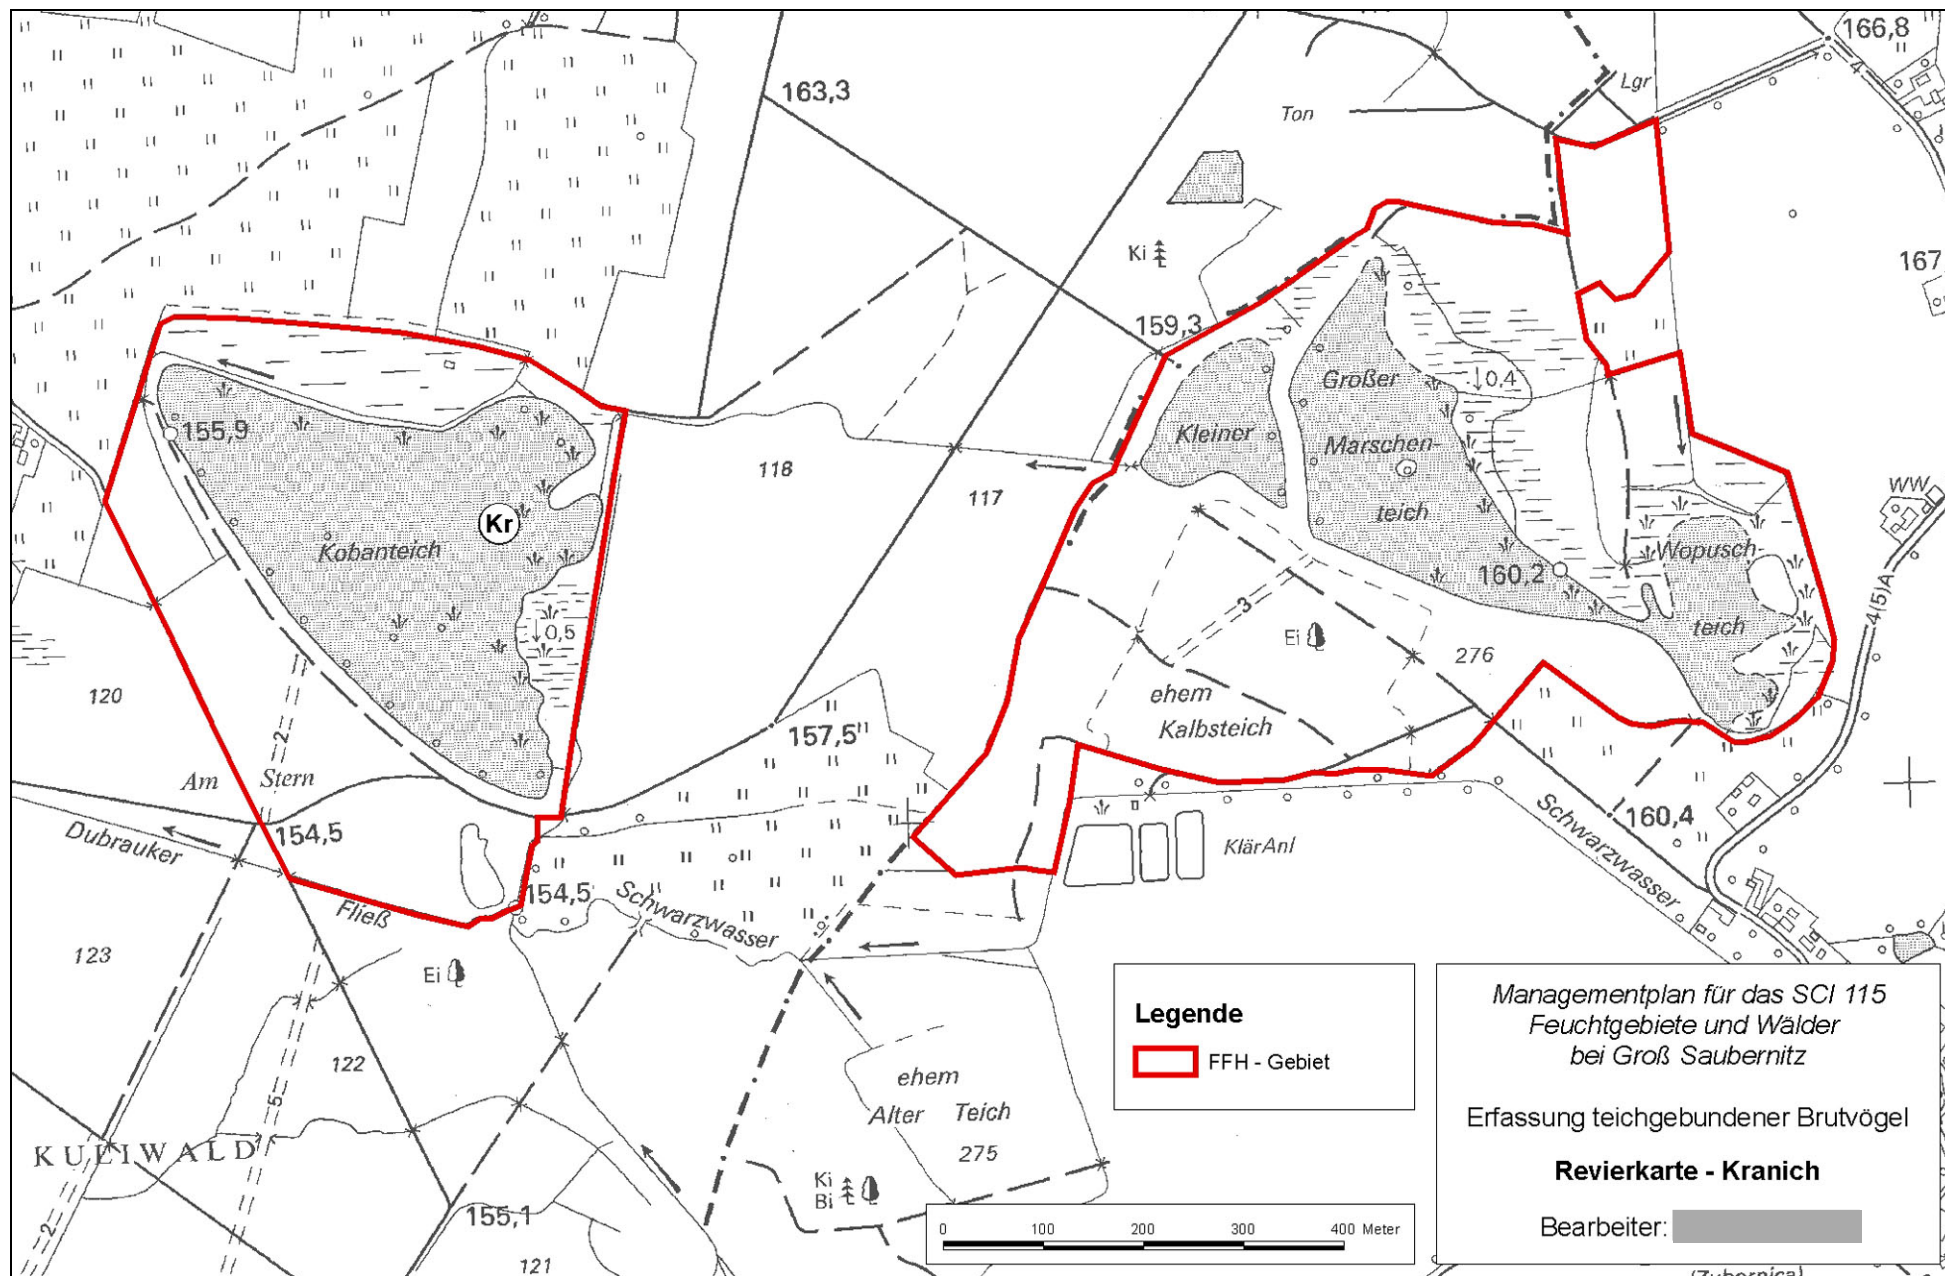 166,8
Lgr
4
163,3
Ton
167
Ki
159,3
Großer
0,4
155,9
Kleiner
Marschen-
118
117
teich
WW
Kr
Kobanteich
Wopusch-
160,2
3
4(5)A
0,5
Ei
276
teich
120
ehem
Kalbsteich
2
157,5
Am Stern
Dubrauker
154,5
Schwarzwasser
160,4
KlärAnl
154,5
Fließ
Schwarzwasser
123
Ei
122
5
ehem
Alter Teich
275
KULIWALD
Ki
Bi
2
155,1
121
Legende
FFH - Gebiet
0 100 200 300 400 Meter
Managementplan für das SCI 115
Feuchtgebiete und Wälder
bei Groß Saubernitz
Erfassung teichgebundener Brutvögel
Revierkarte - Kranich
Bearbeiter: